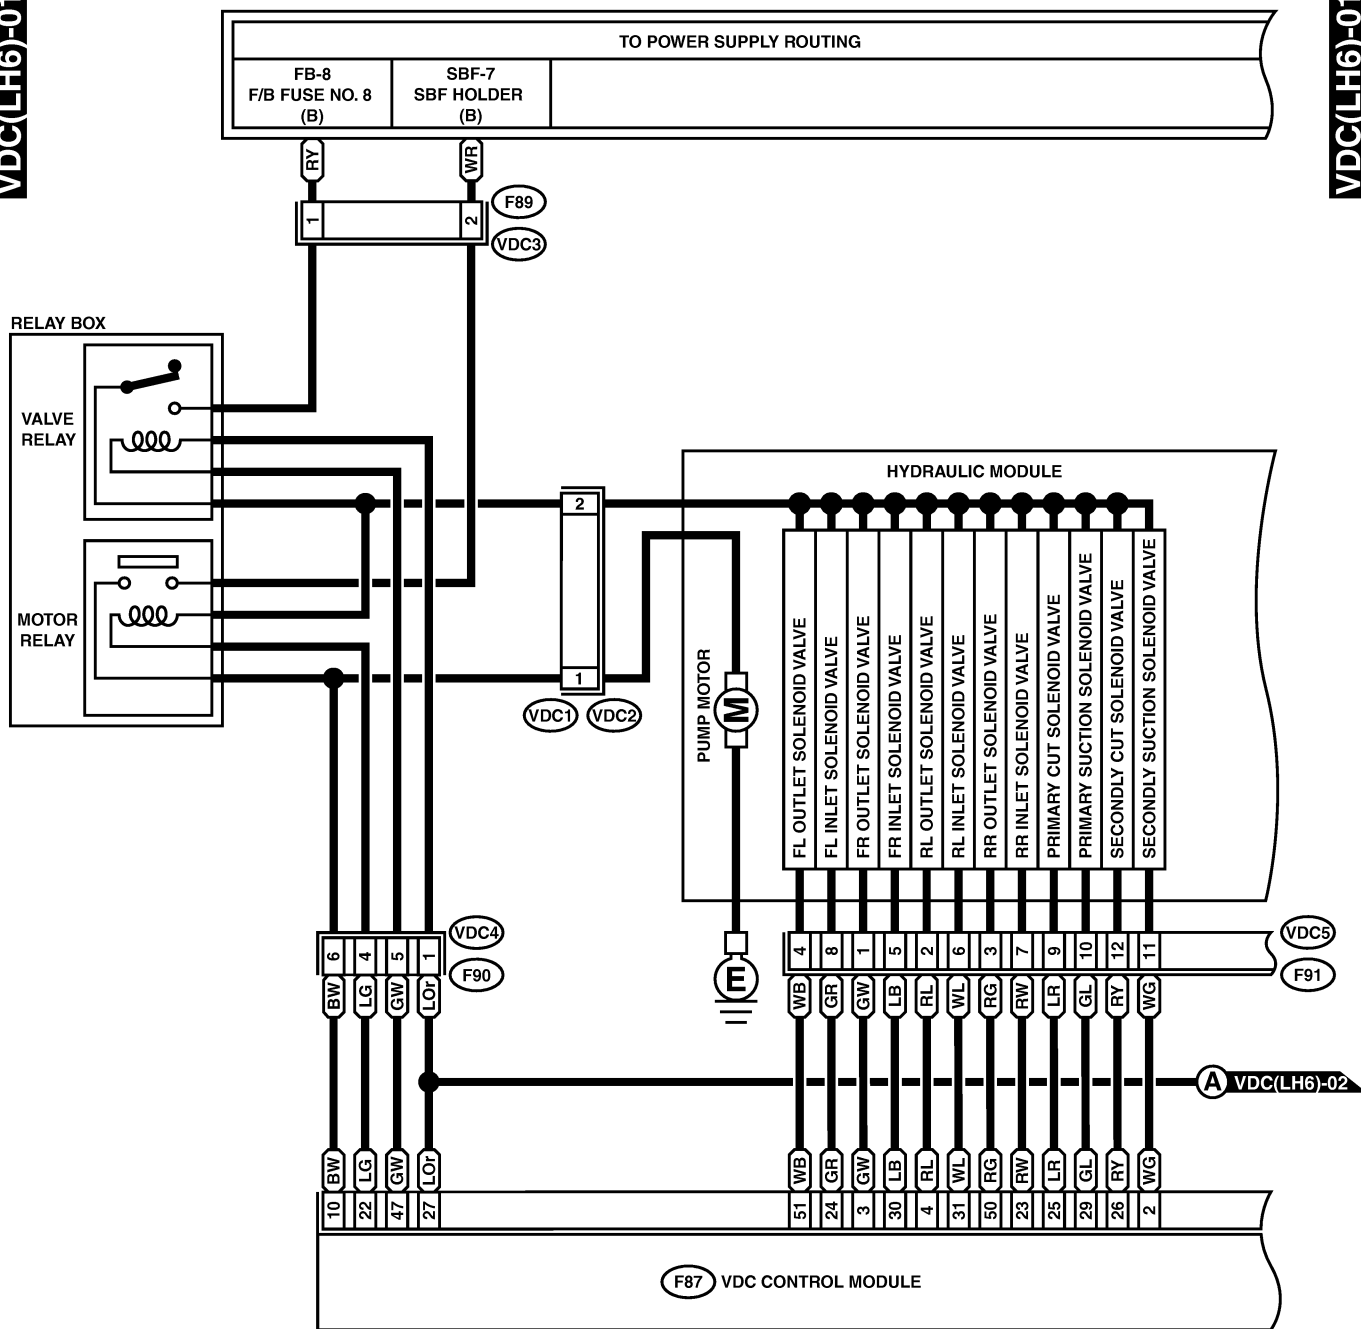 VDC(LH6)-01
VDC(LH6)-01
TO POWER SUPPLY ROUTING
FB-8
F/B FUSE NO. 8
(B)
SBF-7
SBF HOLDER
(B)
RY
WR
1
2
F89
VDC3
RELAY BOX
VALVE
RELAY
MOTOR
RELAY
2
1
VDC1
VDC2
HYDRAULIC MODULE
PUMP MOTOR
M
E
FL OUTLET SOLENOID VALVE
FL INLET SOLENOID VALVE
FR OUTLET SOLENOID VALVE
FR INLET SOLENOID VALVE
RL OUTLET SOLENOID VALVE
RL INLET SOLENOID VALVE
RR OUTLET SOLENOID VALVE
RR INLET SOLENOID VALVE
PRIMARY CUT SOLENOID VALVE
PRIMARY SUCTION SOLENOID VALVE
SECONDLY CUT SOLENOID VALVE
SECONDLY SUCTION SOLENOID VALVE
6 4 5 1
VDC4
F90
BW LG GW LOr
4 8 1 5 2 6 3 7 9 10 12 11
VDC5
F91
WB GR GW LB RL WL RG RW LR GL RY WG
A
VDC(LH6)-02
BW LG GW LOr
WB GR GW LB RL WL RG RW LR GL RY WG
10 22 47 27
51 24 3 30 4 31 50 23 25 29 26 2
F87
VDC CONTROL MODULE